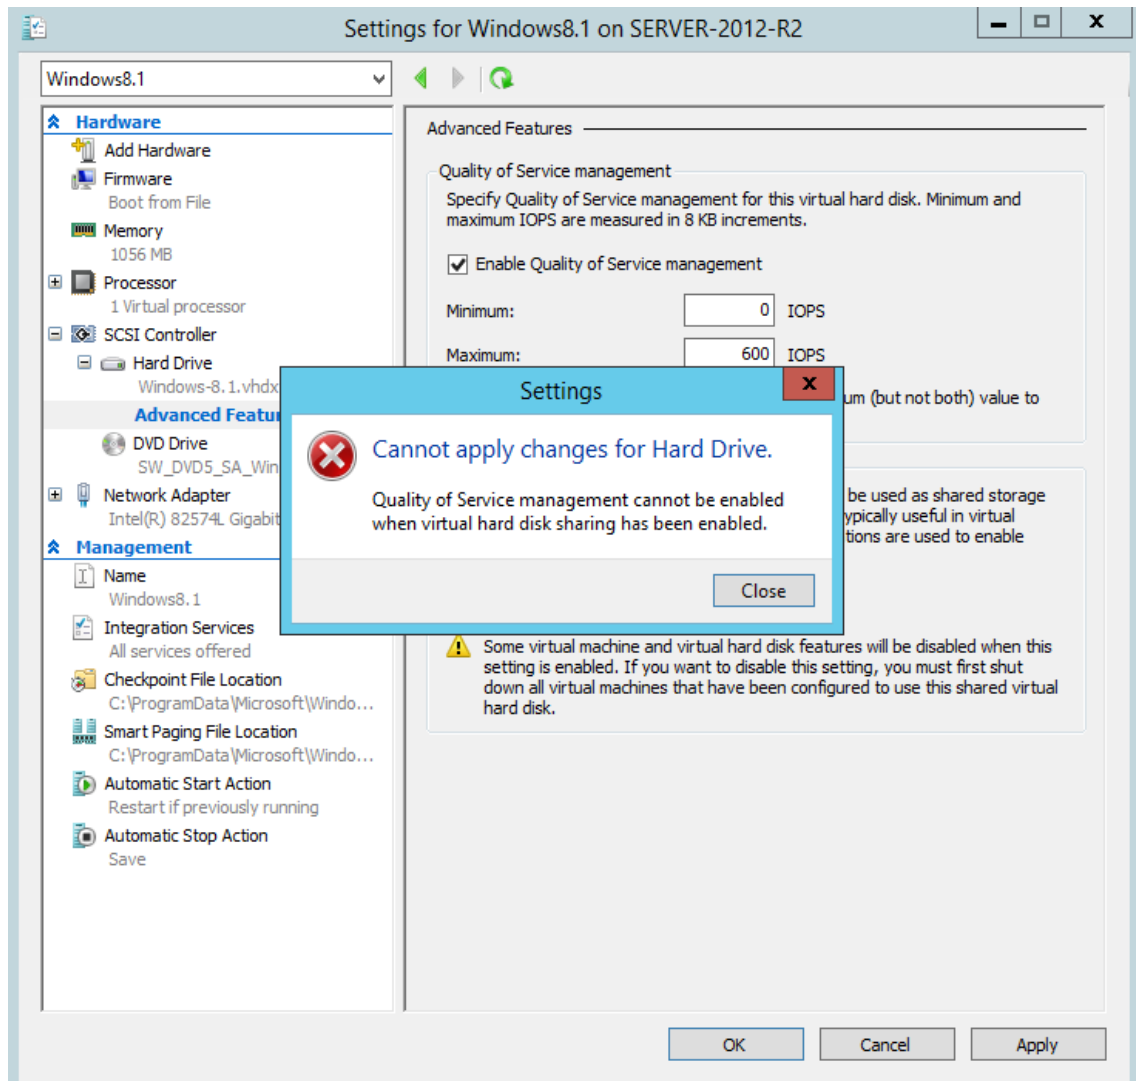 Settings for Windows8.1 on SERVER-2012-R2
Windows8.1
Hardware
Add Hardware
Firmware
Boot from File
Memory
1056 MB
Processor
1 Virtual processor
SCSI Controller
Hard Drive
Windows-8.1.vhdx
Advanced Featur
DVD Drive
SW_DVD5_SA_Win
Network Adapter
Intel(R) 82574L Gigabit
Management
Name
Windows8.1
Integration Services
All services offered
Checkpoint File Location
C:\ProgramData\Microsoft\Windo...
Smart Paging File Location
C:\ProgramData\Microsoft\Windo...
Automatic Start Action
Restart if previously running
Automatic Stop Action
Save
Advanced Features
Quality of Service management
Specify Quality of Service management for this virtual hard disk. Minimum and
maximum IOPS are measured in 8 KB increments.
Enable Quality of Service management
Minimum: 0 IOPS
Maximum: 600 IOPS
um (but not both) value to
be used as shared storage
ypically useful in virtual
tions are used to enable
Some virtual machine and virtual hard disk features will be disabled when this
setting is enabled. If you want to disable this setting, you must first shut
down all virtual machines that have been configured to use this shared virtual
hard disk.
Settings
x
Cannot apply changes for Hard Drive.
Quality of Service management cannot be enabled
when virtual hard disk sharing has been enabled.
Close
OK Cancel Apply